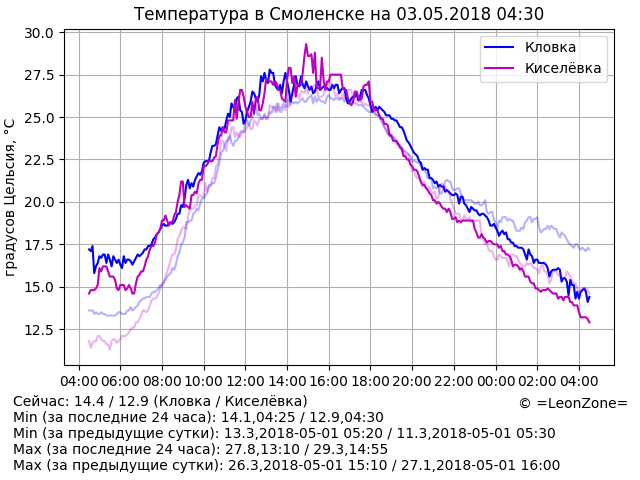 Температура в Смоленске на 03.05.2018 04:30
градусов Цельсия, °C
30.0
27.5
25.0
22.5
20.0
17.5
15.0
12.5
Кловка
Киселёвка
04:00 06:00 08:00 10:00 12:00 14:00 16:00 18:00 20:00 22:00 00:00 02:00 04:00
Сейчас: 14.4 / 12.9 (Кловка / Киселёвка)
© =LeonZone=
Min (за последние 24 часа): 14.1,04:25 / 12.9,04:30
Min (за предыдущие сутки): 13.3,2018-05-01 05:20 / 11.3,2018-05-01 05:30
Max (за последние 24 часа): 27.8,13:10 / 29.3,14:55
Max (за предыдущие сутки): 26.3,2018-05-01 15:10 / 27.1,2018-05-01 16:00